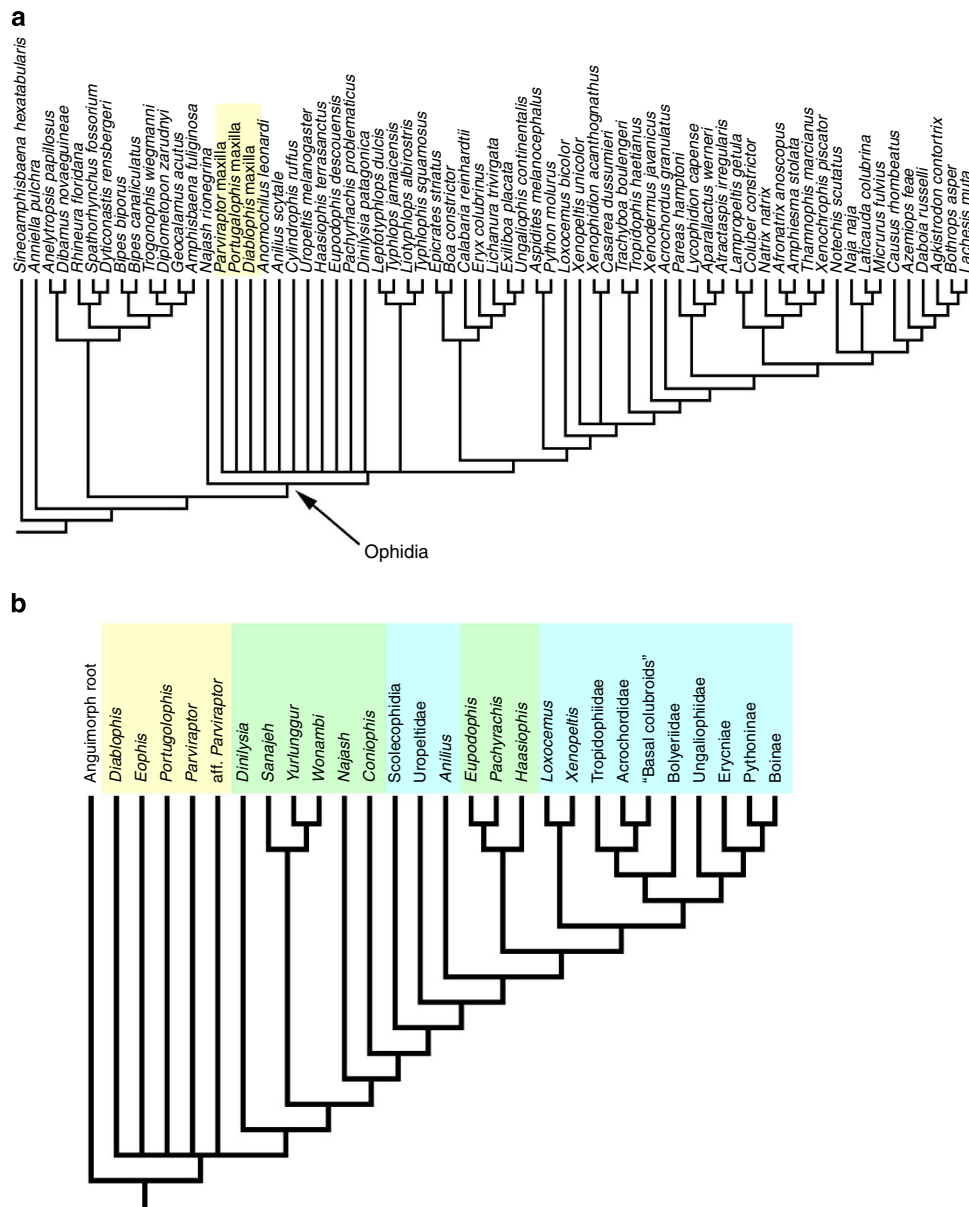 a
Sineoamphisbaena hexatabularis
Anniella pulchra
Anelytropsis papillosus
Dibamus novaeguineae
Rhineura floridana
Spathorhynchus fossorium
Dyticonastis rensbergeri
Bipes biporus
Bipes canaliculatus
Trogonophis wiegmanni
Diplometopon zarudnyi
Geocalamus acutus
Amphisbaena fuliginosa
Najash rionegrina
Parviraptor maxilla
Portugalophis maxilla
Diablophis maxilla
Anomochilus leonardi
Anilius scytale
Cylindrophis ruffus
Uropeltis melanogaster
Haasiophis terrasanctus
Eupodophis descouensis
Pachyrhachis problematicus
Dinilysia patagonica
Leptotyphlops dulcis
Typhlops jamaicensis
Liotyphlops albirostris
Typhlophis squamosus
Epicrates striatus
Boa constrictor
Calabaria reinhardtii
Eryx colubrinus
Lichanura trivirgata
Exiliboa placata
Ungaliophis continentalis
Aspidites melanocephalus
Python molurus
Loxocemus bicolor
Xenopeltis unicolor
Xenophidion acanthognathus
Casarea dussumieri
Trachyboa boulengeri
Tropidophis haetianus
Xenodermus javanicus
Acrochordus granulatus
Pareas hamptoni
Lycophidion capense
Aparallactus werneri
Atractaspis irregularis
Lampropeltis getula
Coluber constrictor
Natrix natrix
Afronatrix anoscopus
Amphiesma stolata
Thamnophis marcianus
Xenochrophis piscator
Notechis scutatus
Naja naja
Laticauda colubrina
Micrurus fulvius
Causus rhombeatus
Azemiops feae
Daboia russelli
Agkistrodon contortrix
Bothrops asper
Lachesis muta
Ophidia
b
Anguimorph root
Diablophis
Eophis
Portugolophis
Parviraptor
aff. Parviraptor
Dinilysia
Sanajeh
Yurlunggur
Wonambi
Najash
Coniophis
Scolecophidia
Uropeltidae
Anilius
Eupodophis
Pachyrachis
Haasiophis
Loxocemus
Xenopeltis
Tropidophiidae
Acrochordidae
“Basal colubroids”
Bolyeriidae
Ungaliophiidae
Erycniae
Pythoninae
Boinae